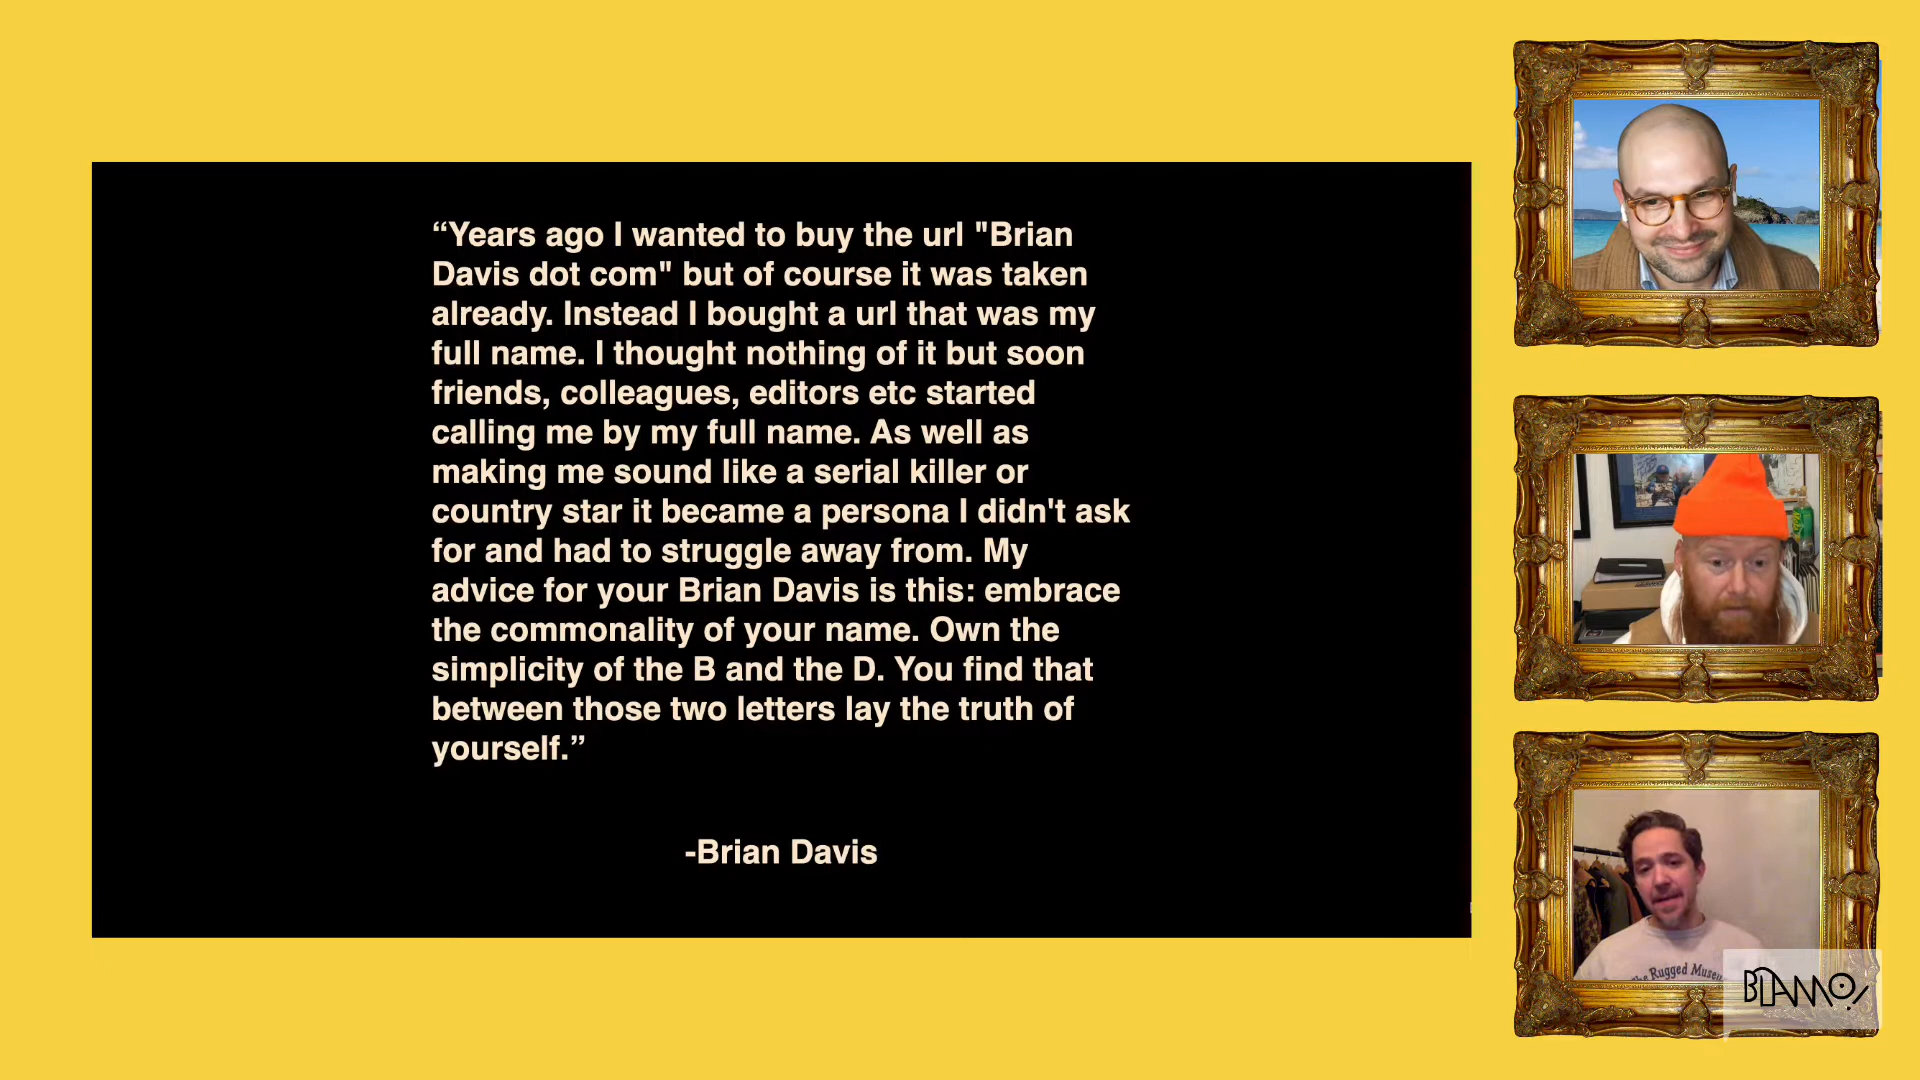 “Years ago I wanted to buy the url "Brian
Davis dot com" but of course it was taken
already. Instead I bought a url that was my
full name. I thought nothing of it but soon
friends, colleagues, editors etc started
calling me by my full name. As well as
making me sound like a serial killer or
country star it became a persona I didn't ask
for and had to struggle away from. My
advice for your Brian Davis is this: embrace
the commonality of your name. Own the
simplicity of the B and the D. You find that
between those two letters lay the truth of
yourself.”
-Brian Davis
Rugged
BLAMO!